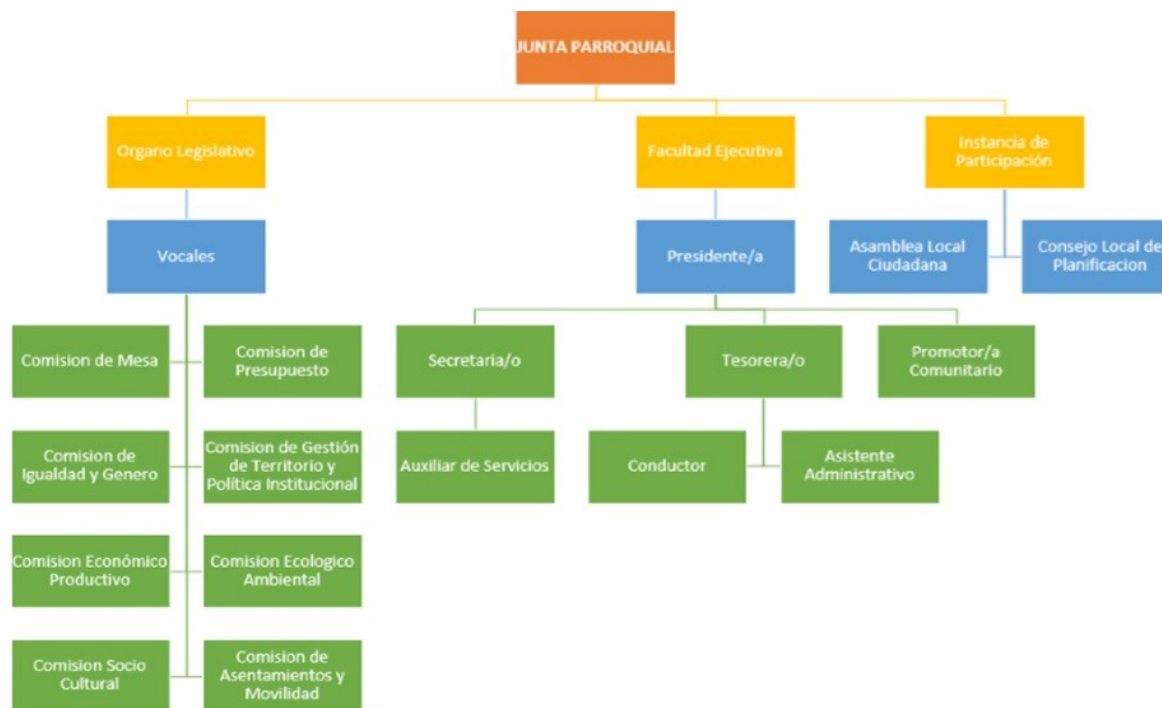 JUNTA PARROQUIAL
Organo Legislativo
Facultad Ejecutiva
Instancia de
Participación
Vocales
Presidente/a
Asamblea Local
Ciudadana
Consejo Local de
Planificacion
Comision de Mesa
Comision de
Presupuesto
Secretaria/o
Tesorera/o
Promotor/a
Comunitario
Comision de
Igualdad y Genero
Comision de Gestión
de Territorio y
Política Institucional
Auxiliar de Servicios
Conductor
Asistente
Administrativo
Comision Económico
Productivo
Comision Ecologico
Ambiental
Comision Socio
Cultural
Comision de
Asentamientos y
Movilidad